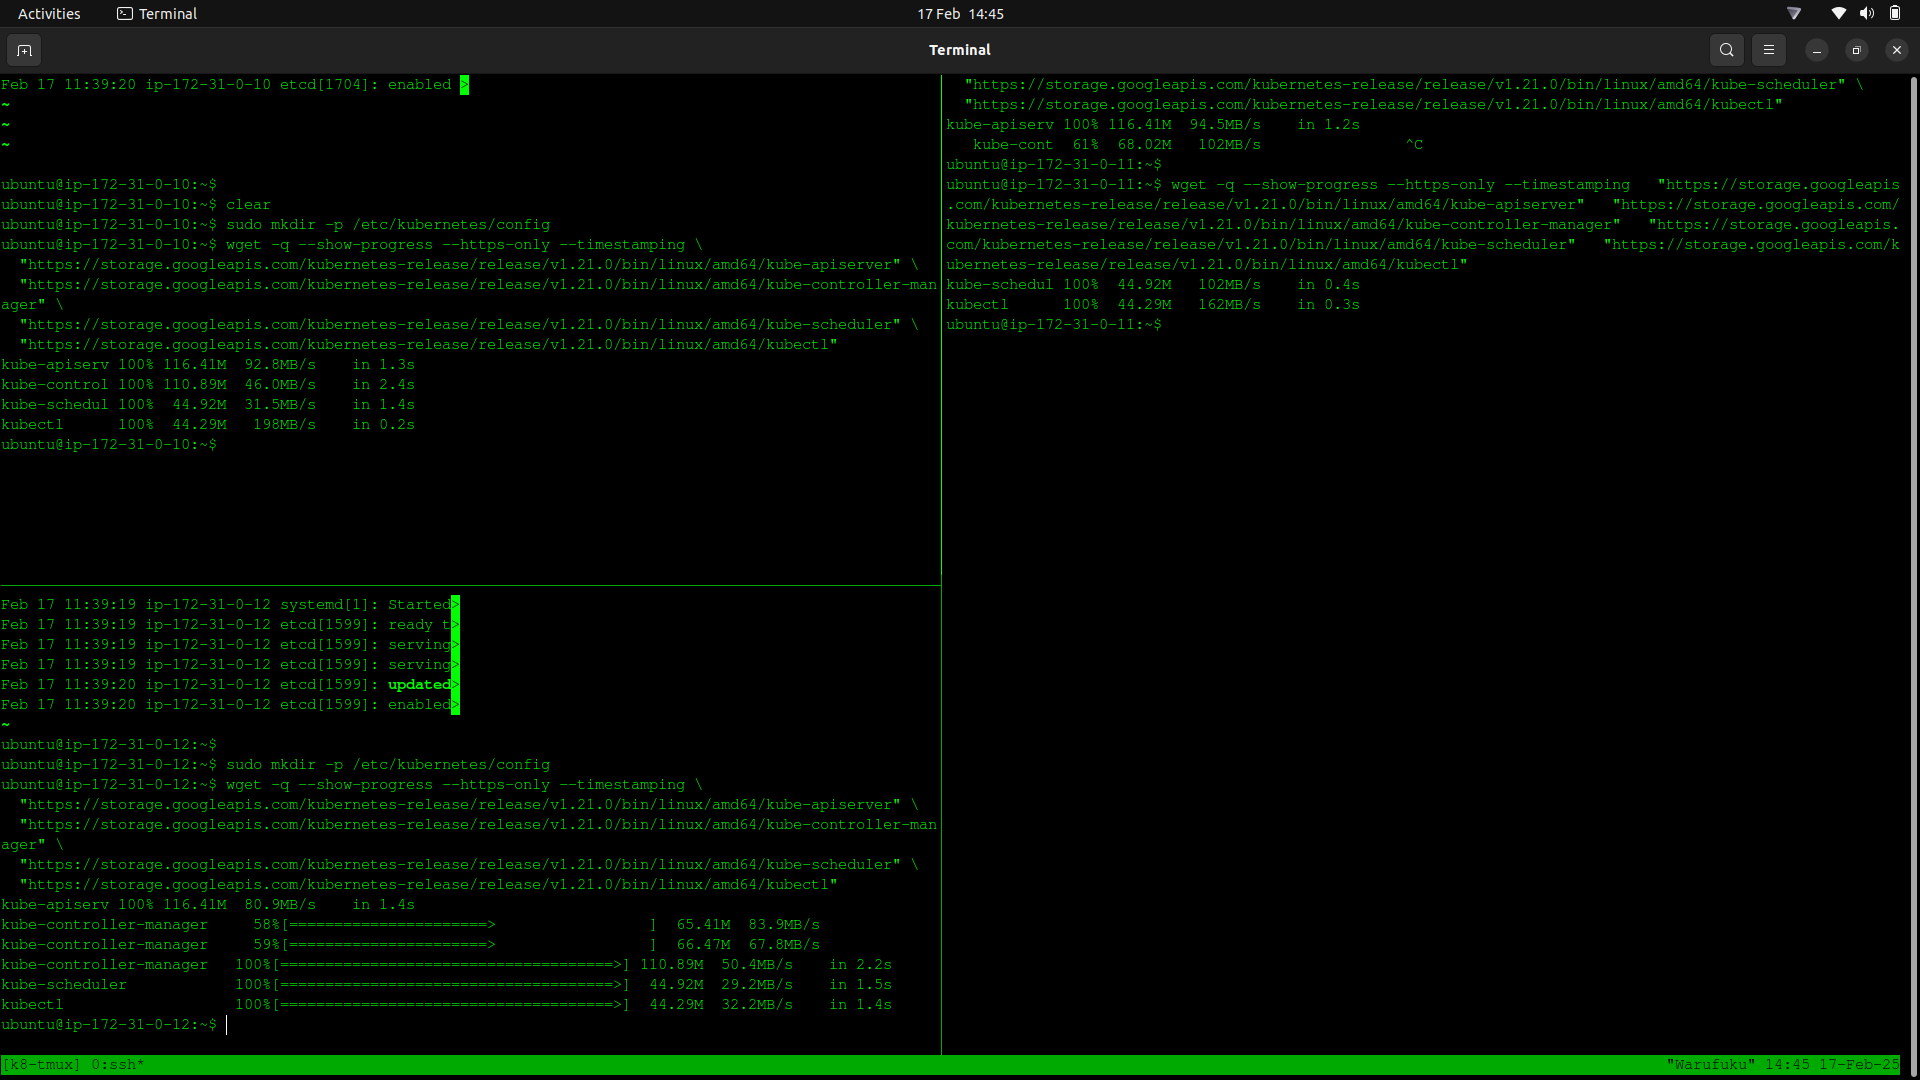 Activities
Terminal
17 Feb 14:45
Terminal
Feb 17 11:39:20 ip-172-31-0-10 etcd[1704]: enabled >
~
~
~
ubuntu@ip-172-31-0-10:~$
ubuntu@ip-172-31-0-10:~$ clear
ubuntu@ip-172-31-0-10:~$ sudo mkdir -p /etc/kubernetes/config
ubuntu@ip-172-31-0-10:~$ wget -q --show-progress --https-only --timestamping \
  "https://storage.googleapis.com/kubernetes-release/release/v1.21.0/bin/linux/amd64/kube-apiserver" \
  "https://storage.googleapis.com/kubernetes-release/release/v1.21.0/bin/linux/amd64/kube-controller-man
ager" \
  "https://storage.googleapis.com/kubernetes-release/release/v1.21.0/bin/linux/amd64/kube-scheduler" \
  "https://storage.googleapis.com/kubernetes-release/release/v1.21.0/bin/linux/amd64/kubectl"
kube-apiserv 100% 116.41M  92.8MB/s    in 1.3s
kube-control 100% 110.89M  46.0MB/s    in 2.4s
kube-schedul 100%  44.92M  31.5MB/s    in 1.4s
kubectl      100%  44.29M   198MB/s    in 0.2s
ubuntu@ip-172-31-0-10:~$
Feb 17 11:39:19 ip-172-31-0-12 systemd[1]: Started>
Feb 17 11:39:19 ip-172-31-0-12 etcd[1599]: ready t>
Feb 17 11:39:19 ip-172-31-0-12 etcd[1599]: serving>
Feb 17 11:39:19 ip-172-31-0-12 etcd[1599]: serving>
Feb 17 11:39:20 ip-172-31-0-12 etcd[1599]: updated>
Feb 17 11:39:20 ip-172-31-0-12 etcd[1599]: enabled>
~
ubuntu@ip-172-31-0-12:~$
ubuntu@ip-172-31-0-12:~$ sudo mkdir -p /etc/kubernetes/config
ubuntu@ip-172-31-0-12:~$ wget -q --show-progress --https-only --timestamping \
  "https://storage.googleapis.com/kubernetes-release/release/v1.21.0/bin/linux/amd64/kube-apiserver" \
  "https://storage.googleapis.com/kubernetes-release/release/v1.21.0/bin/linux/amd64/kube-controller-man
ager" \
  "https://storage.googleapis.com/kubernetes-release/release/v1.21.0/bin/linux/amd64/kube-scheduler" \
  "https://storage.googleapis.com/kubernetes-release/release/v1.21.0/bin/linux/amd64/kubectl"
kube-apiserv 100% 116.41M  80.9MB/s    in 1.4s
kube-controller-manager     58%[======================>                 ]  65.41M  83.9MB/s
kube-controller-manager     59%[======================>                 ]  66.47M  67.8MB/s
kube-controller-manager   100%[=====================================>] 110.89M  50.4MB/s    in 2.2s
kube-scheduler            100%[=====================================>]  44.92M  29.2MB/s    in 1.5s
kubectl                   100%[=====================================>]  44.29M  32.2MB/s    in 1.4s
ubuntu@ip-172-31-0-12:~$
  "https://storage.googleapis.com/kubernetes-release/release/v1.21.0/bin/linux/amd64/kube-scheduler" \
  "https://storage.googleapis.com/kubernetes-release/release/v1.21.0/bin/linux/amd64/kubectl"
kube-apiserv 100% 116.41M  94.5MB/s    in 1.2s
   kube-cont  61%  68.02M   102MB/s                ^C
ubuntu@ip-172-31-0-11:~$
ubuntu@ip-172-31-0-11:~$ wget -q --show-progress --https-only --timestamping   "https://storage.googleapis
.com/kubernetes-release/release/v1.21.0/bin/linux/amd64/kube-apiserver"   "https://storage.googleapis.com/
kubernetes-release/release/v1.21.0/bin/linux/amd64/kube-controller-manager"   "https://storage.googleapis.
com/kubernetes-release/release/v1.21.0/bin/linux/amd64/kube-scheduler"   "https://storage.googleapis.com/k
ubernetes-release/release/v1.21.0/bin/linux/amd64/kubectl"
kube-schedul 100%  44.92M   102MB/s    in 0.4s
kubectl      100%  44.29M   162MB/s    in 0.3s
ubuntu@ip-172-31-0-11:~$
[k8-tmux] 0:ssh*
"Warufuku" 14:45 17-Feb-25